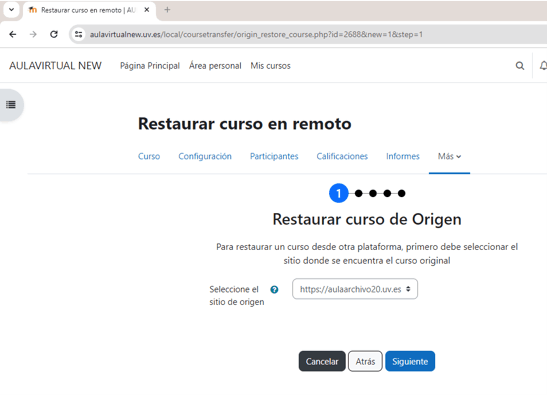 Restaurar curso en remoto | AU
aulavirtualnew.uv.es/local/coursetransfer/origin_restore_course.php?id=2688&new=1&step=1
AULAVIRTUAL NEW Página Principal Área personal Mis cursos
Restaurar curso en remoto
Curso Configuración Participantes Calificaciones Informes Más
1
Restaurar curso de Origen
Para restaurar un curso desde otra plataforma, primero debe seleccionar el
sitio donde se encuentra el curso original
Seleccione el
sitio de origen
https://aulaarchivo20.uv.es
Cancelar Atrás Siguiente